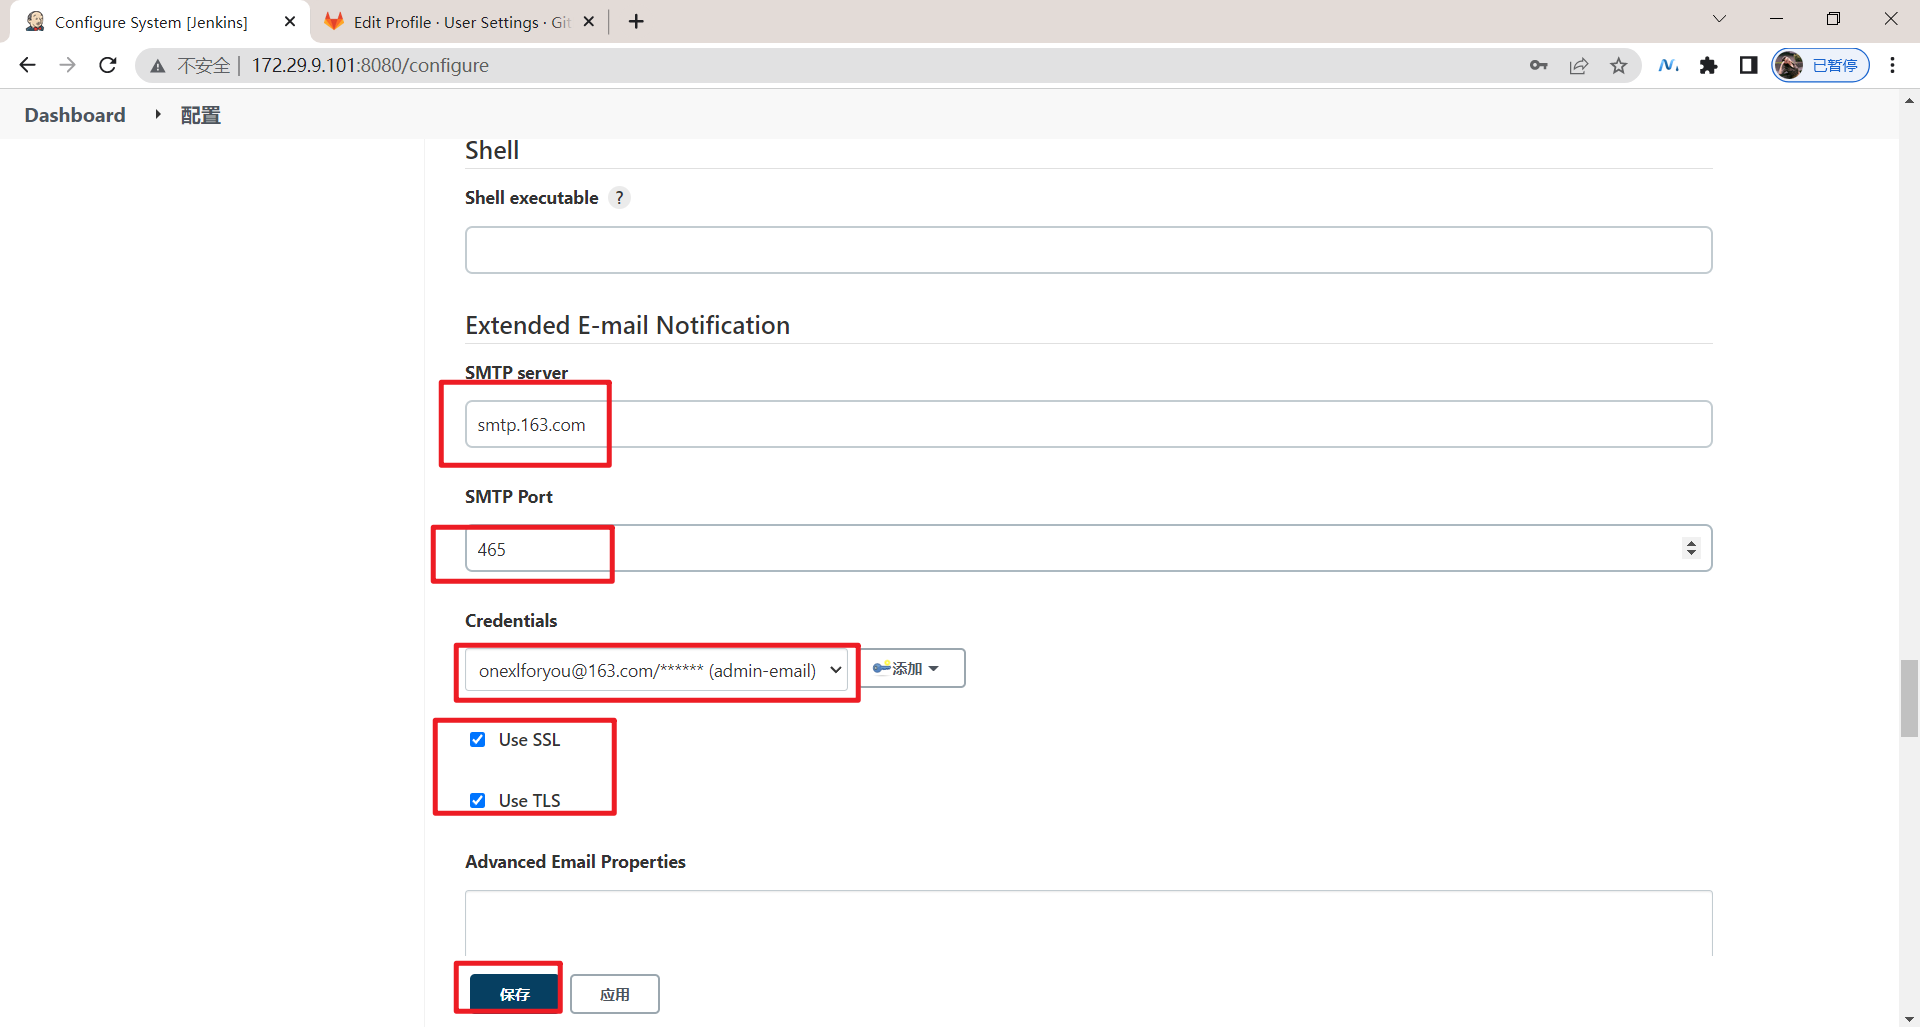 Configure System [Jenkins]
Edit Profile · User Settings · Git
不安全 | 172.29.9.101:8080/configure
已暂停
Dashboard
配置
Shell
Shell executable ?
Extended E-mail Notification
SMTP server
smtp.163.com
SMTP Port
465
Credentials
onexlforyou@163.com/****** (admin-email)
添加
Use SSL
Use TLS
Advanced Email Properties
保存
应用